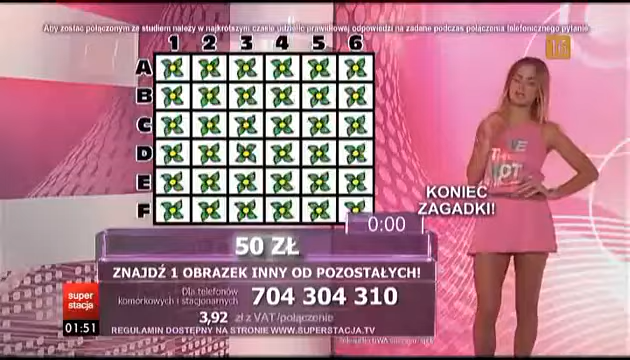 Aby zostać połączonym ze studiem należy w najkrótszym czasie udzielić prawidłowej odpowiedzi na zadane podczas połączenia telefonicznego pytanie
16
1 2 3 4 5 6
A
B
C
D
E
F
KONIEC
ZAGADKI!
0:00
50 ZŁ
ZNAJDŹ 1 OBRAZEK INNY OD POZOSTAŁYCH!
Dla telefonów
komórkowych i stacjonarnych
704 304 310
3,92 zł z VAT/połączenie
REGULAMIN DOSTĘPNY NA STRONIE WWW.SUPERSTACJA.TV
super
stacja
01:51